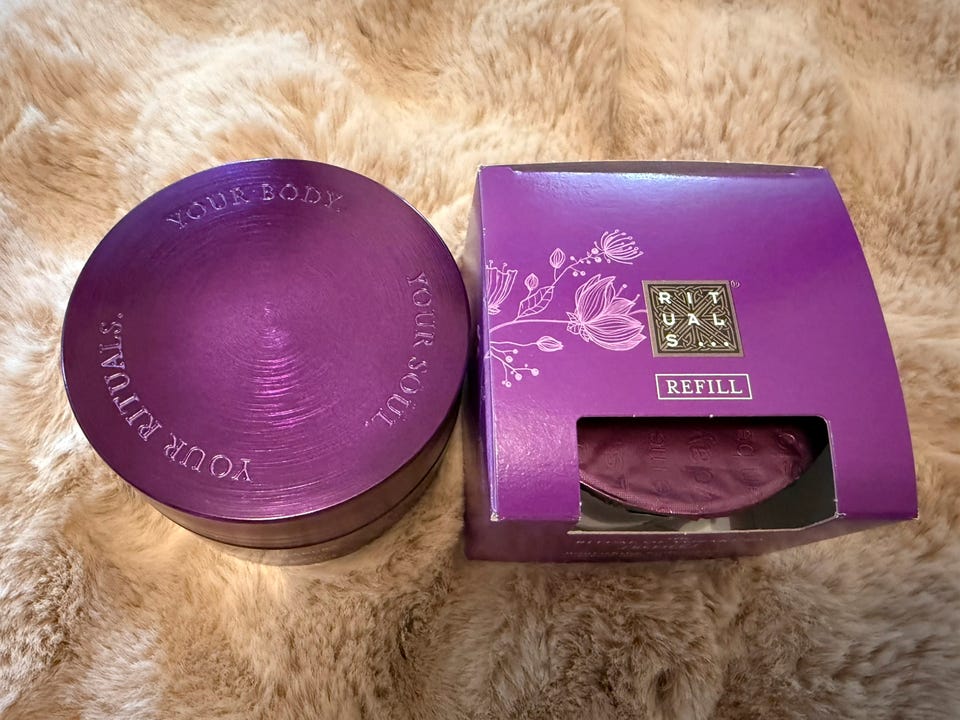 YOUR BODY.
YOUR SOUL.
YOUR RITUALS.
RIT
UAL
S...
®
REFILL